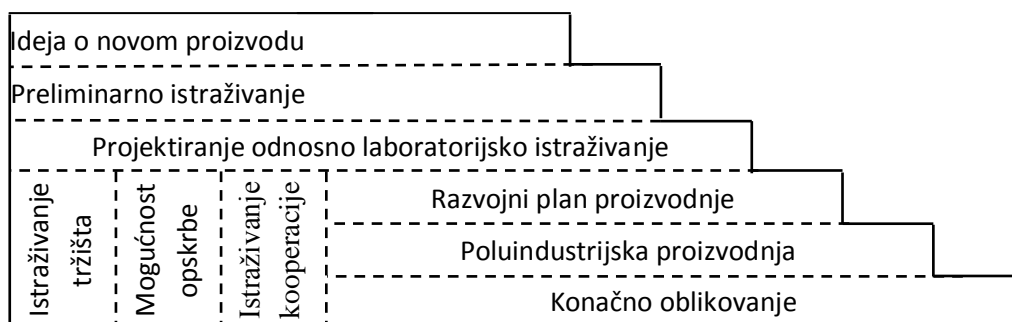 Ideja o novom proizvodu
Preliminarno istraživanje
Projektiranje odnosno laboratorijsko istraživanje
Istraživanje
tržišta
Mogućnost
opskrbe
Istraživanje
kooperacije
Razvojni plan proizvodnje
Poluindustrijska proizvodnja
Konačno oblikovanje